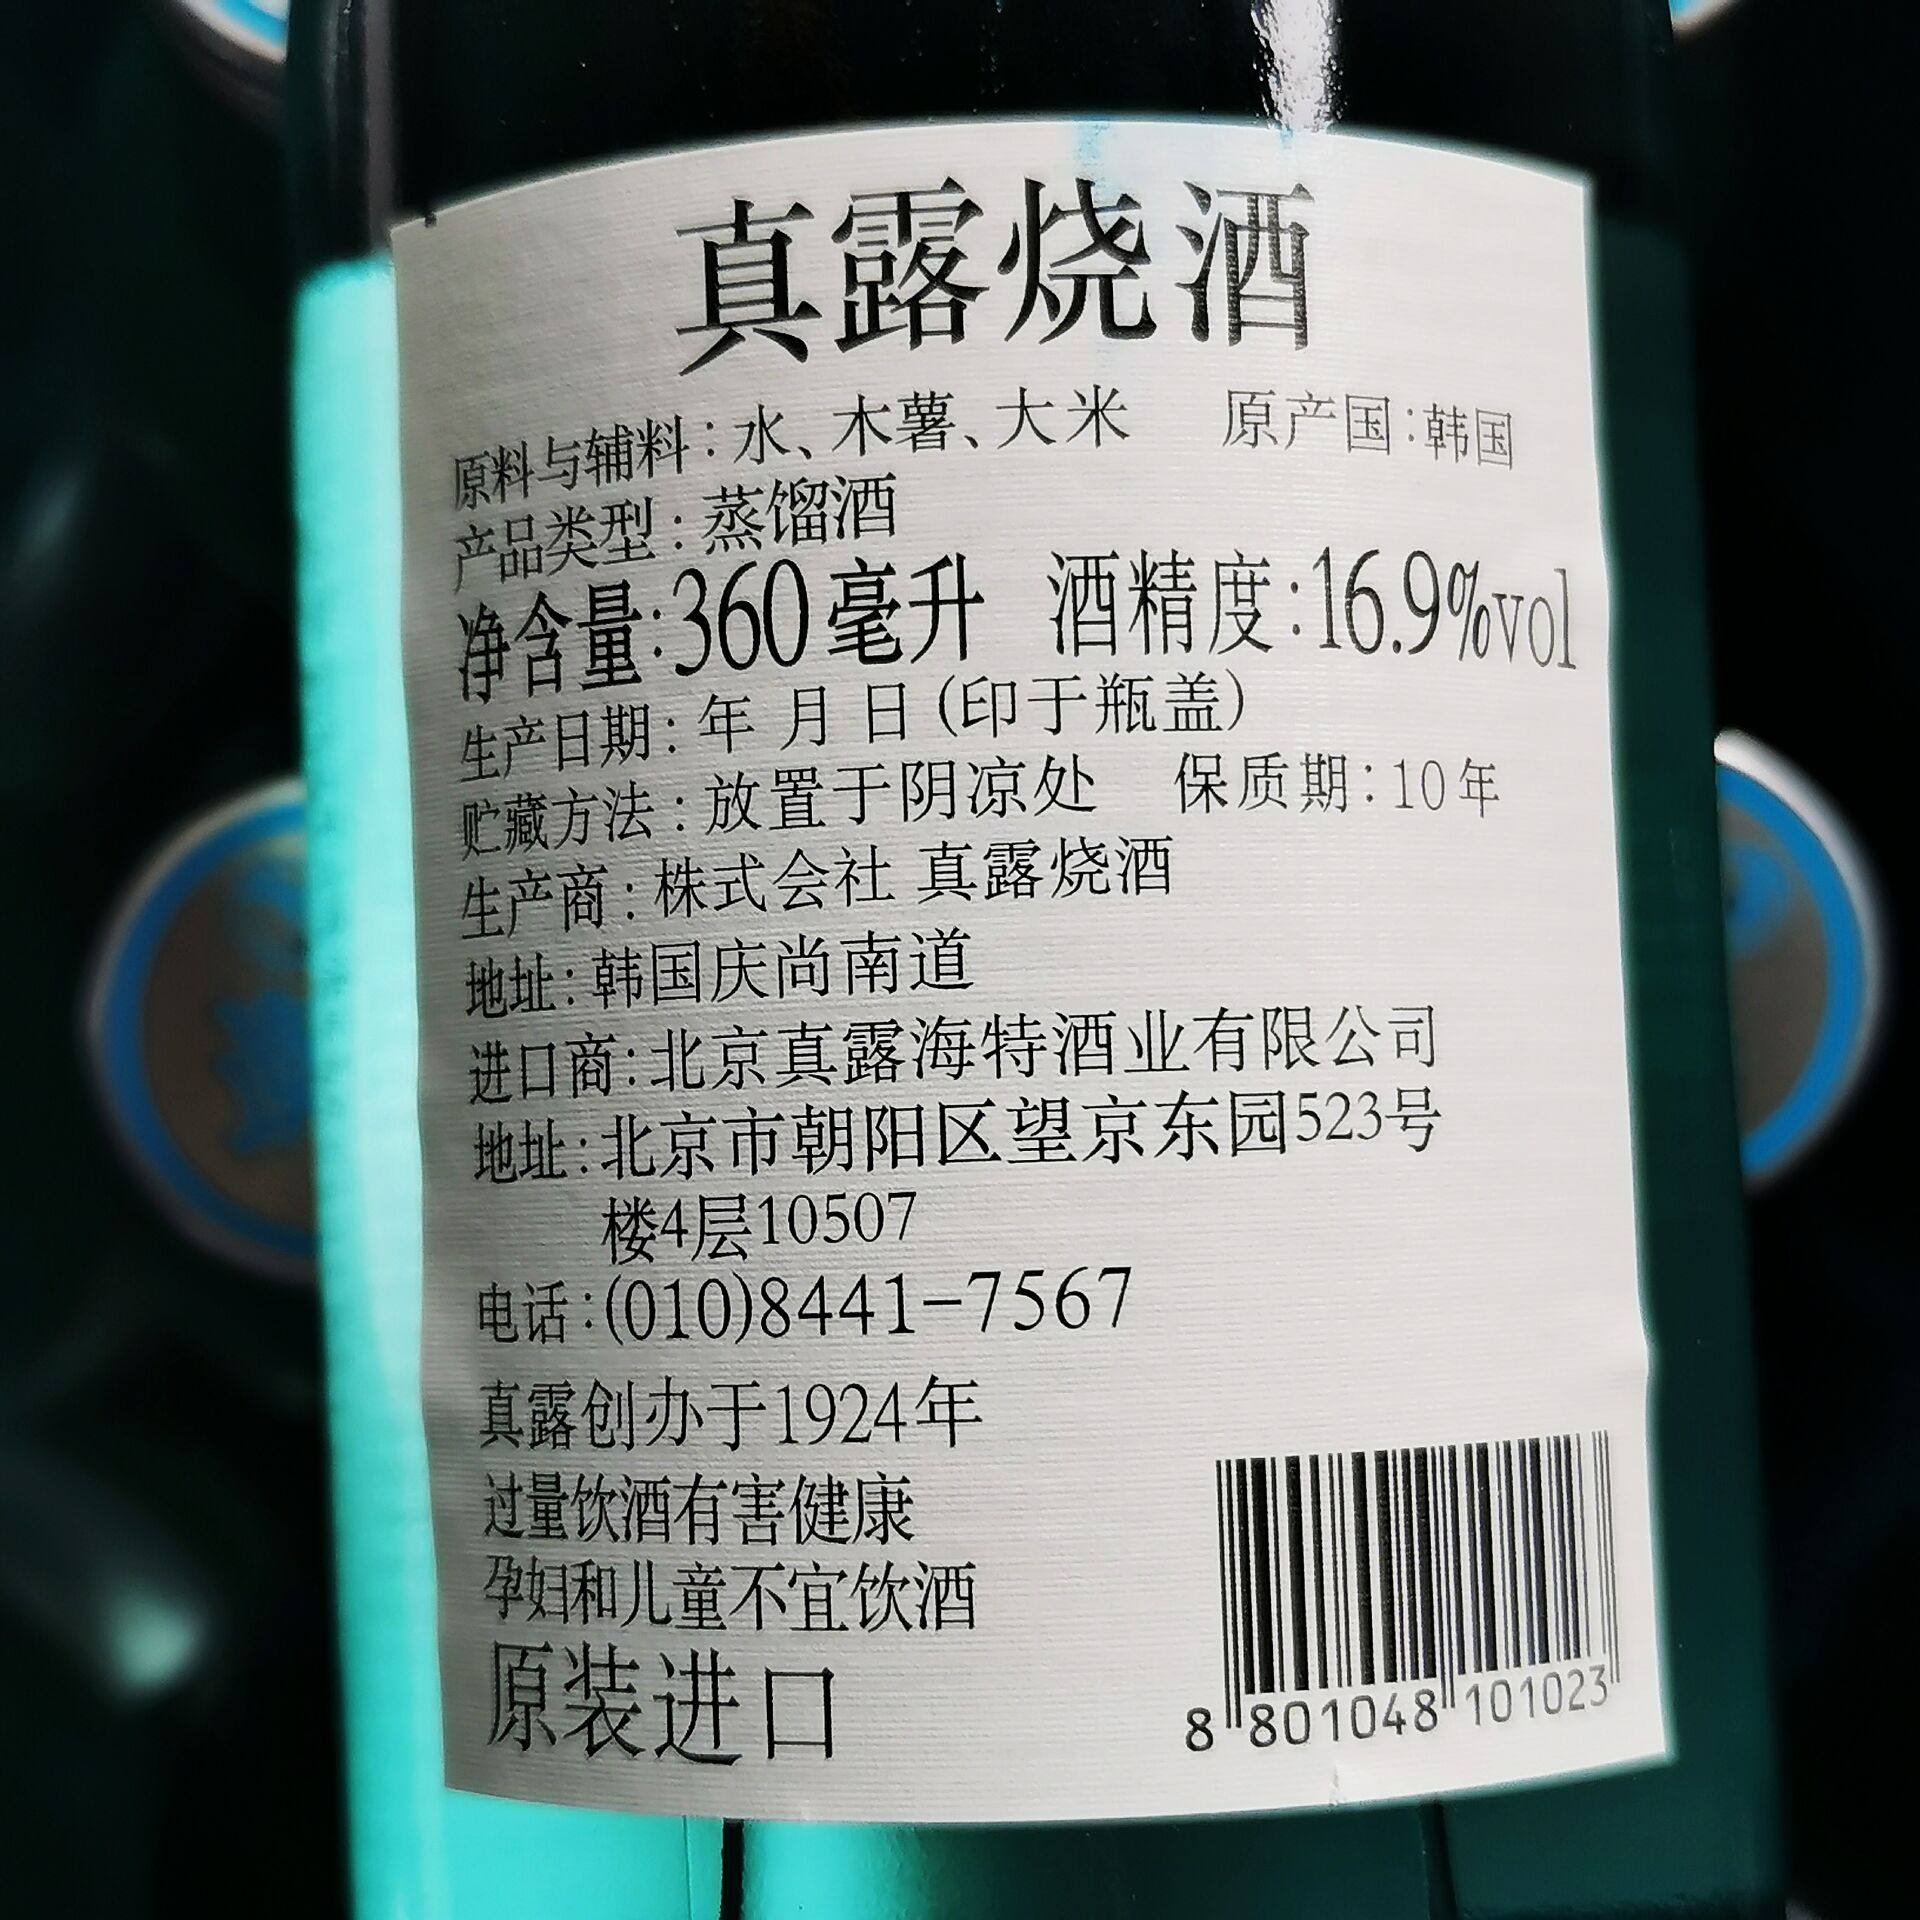 真露烧酒
原料与辅料:水、木薯、大米 原产国:韩国
产品类型:蒸馏酒
净含量:360毫升 酒精度:16.9%vol
生产日期:年 月 日(印于瓶盖)
贮藏方法:放置于阴凉处 保质期:10年
生产商:株式会社 真露烧酒
地址:韩国庆尚南道
进口商:北京真露海特酒业有限公司
地址:北京市朝阳区望京东园523号
楼4层10507
电话:(010)8441-7567
真露创办于1924年
过量饮酒有害健康
孕妇和儿童不宜饮酒
原装进口
8 801048 101023